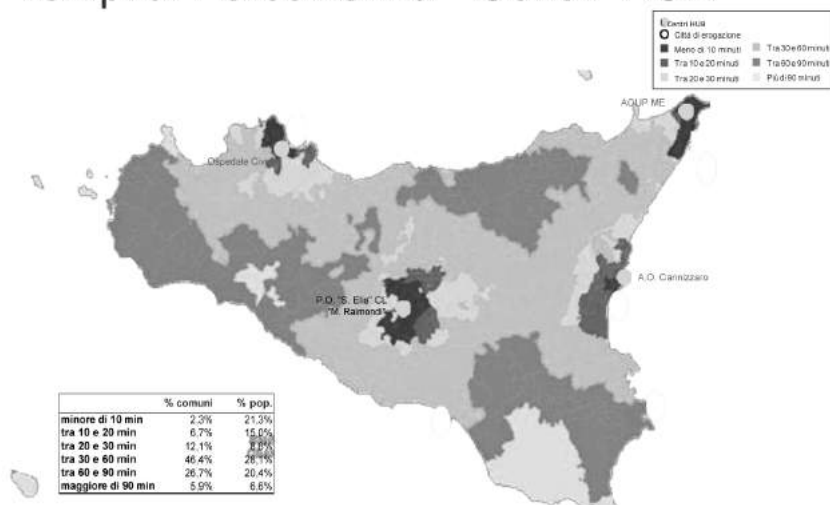 Centri HUB
Città di erogazione
Meno di 10 minuti
Tra 30 e 60 minuti
Tra 10 e 20 minuti
Tra 60 e 90 minuti
Tra 20 e 30 minuti
Più di 90 minuti
AOUP ME
Ospedale Civ
A.O. Cannizzaro
P.O. "S. Elia" CL
"M. Raimondi"
% comuni % pop.
minore di 10 min 2,3% 21,3%
tra 10 e 20 min 6,7% 15,0%
tra 20 e 30 min 12,1%
tra 30 e 60 min 46,4% 28,1%
tra 60 e 90 min 26,7% 20,4%
maggiore di 90 min 5,9% 6,6%